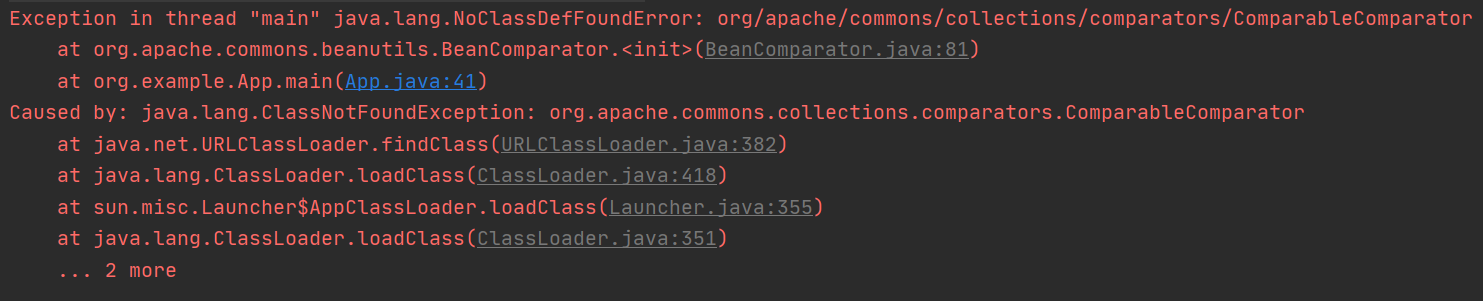 Exception in thread "main" java.lang.NoClassDefFoundError: org/apache/commons/collections/comparators/ComparableComparator
at org.apache.commons.beanutils.BeanComparator.<init>(BeanComparator.java:81)
at org.example.App.main(App.java:41)
Caused by: java.lang.ClassNotFoundException: org.apache.commons.collections.comparators.ComparableComparator
at java.net.URLClassLoader.findClass(URLClassLoader.java:382)
at java.lang.ClassLoader.loadClass(ClassLoader.java:418)
at sun.misc.Launcher$AppClassLoader.loadClass(Launcher.java:355)
at java.lang.ClassLoader.loadClass(ClassLoader.java:351)
... 2 more